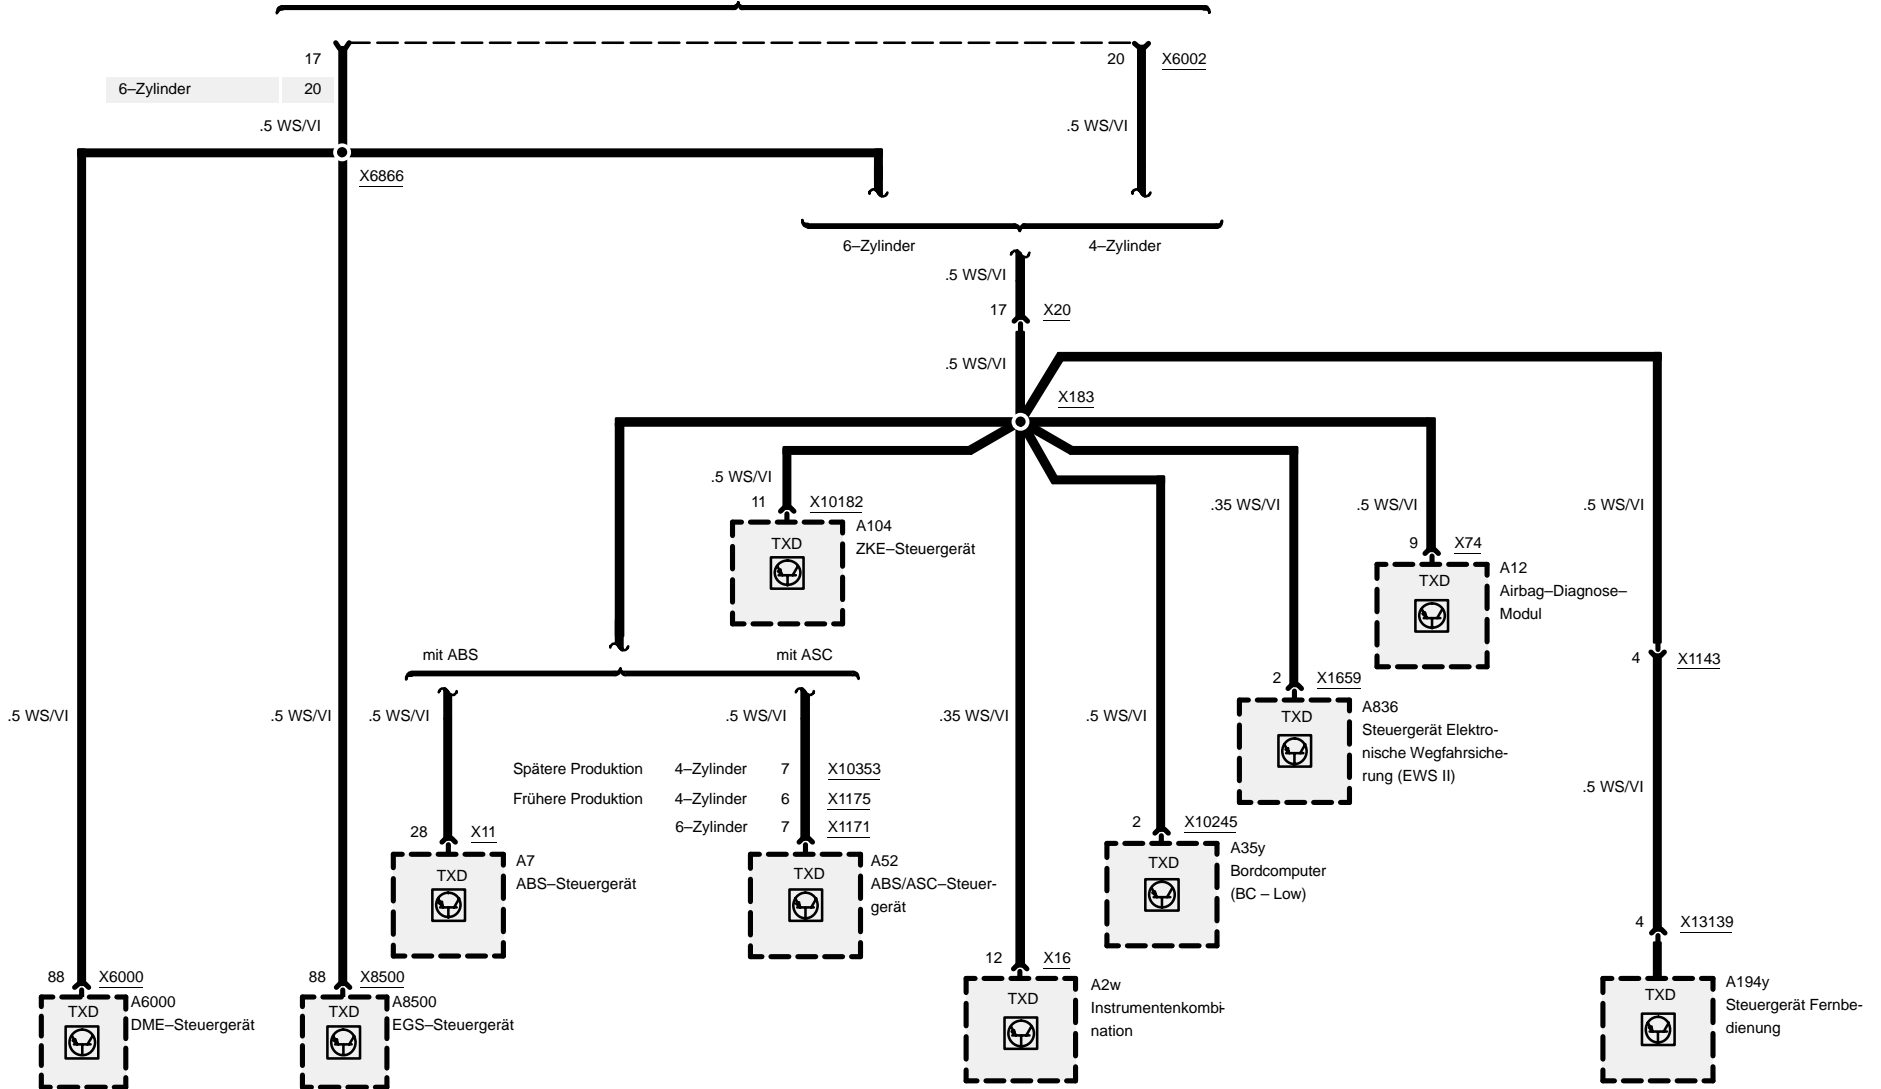 17
20
X6002
6–Zylinder
20
.5 WS/VI
.5 WS/VI
X6866
6–Zylinder
4–Zylinder
.5 WS/VI
17
X20
.5 WS/VI
X183
.5 WS/VI
11
X10182
A104
ZKE–Steuergerät
TXD
.35 WS/VI
.5 WS/VI
.5 WS/VI
9
X74
A12
Airbag–Diagnose–
Modul
TXD
mit ABS
mit ASC
4
X1143
2
X1659
A836
Steuergerät Elektro-
nische Wegfahrsiche-
rung (EWS II)
TXD
.5 WS/VI
.5 WS/VI
.5 WS/VI
.5 WS/VI
.35 WS/VI
.5 WS/VI
Spätere Produktion
4–Zylinder
7
X10353
Frühere Produktion
4–Zylinder
6
X1175
6–Zylinder
7
X1171
.5 WS/VI
28
X11
A7
ABS–Steuergerät
TXD
A52
ABS/ASC–Steuer-
gerät
TXD
2
X10245
A35y
Bordcomputer
(BC – Low)
TXD
4
X13139
88
X6000
A6000
DME–Steuergerät
TXD
88
X8500
A8500
EGS–Steuergerät
TXD
12
X16
A2w
Instrumentenkombi-
nation
TXD
A194y
Steuergerät Fernbe-
dienung
TXD